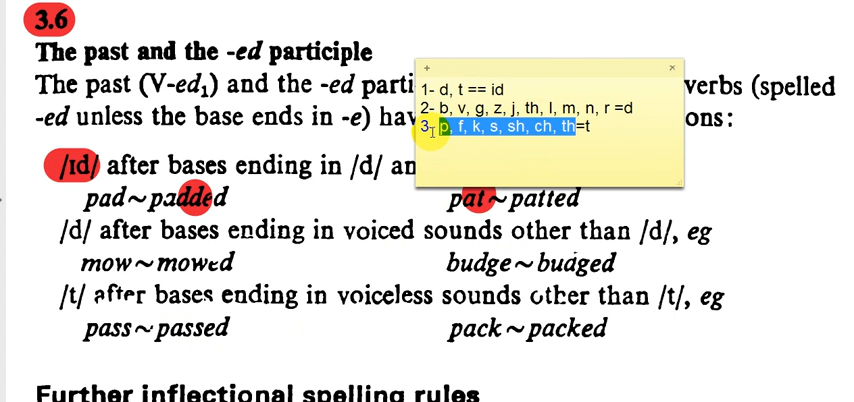 3.6
The past and the -ed participle
The past (V-ed₁) and the -ed parti verbs (spelled
-ed unless the base ends in -e) hav ons:
1- d, t == id
2- b, v, g, z, j, th, l, m, n, r =d
3- p, f, k, s, sh, ch, th=t
/ɪd/ after bases ending in /d/ an
pad~padded pat~patted
/d/ after bases ending in voiced sounds other than /d/, eg
mow~mowed budge~budged
/t/ after bases ending in voiceless sounds other than /t/, eg
pass~passed pack~packed
Further inflectional spelling rules